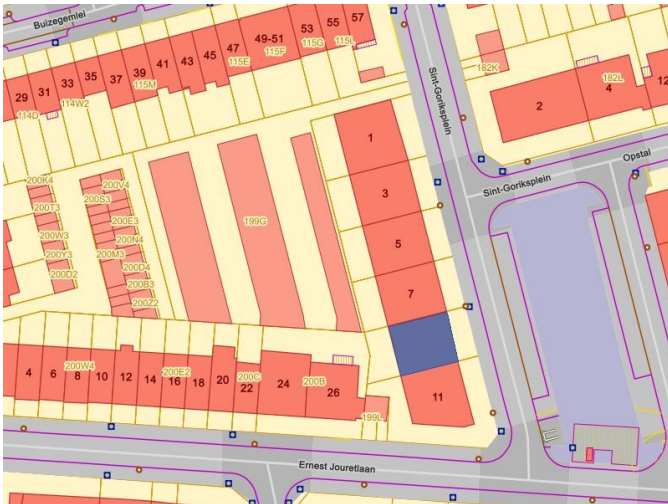 Buizegemlei
29
31
33
35
37
39
41
43
45
47
49-51
53
55
57
114D
114W2
115M
115E
115F
115G
115L
182K
182L
2
4
12
Sint-Goriksplein
Sint-Goriksplein
Opstal
1
3
5
7
11
200K4
200T3
200W3
200Y3
200D2
200V4
200S3
200E3
200N4
200M3
200D4
200B3
200Z2
199G
4
6
8
10
12
14
16
18
20
22
24
26
200W4
200E2
200C
200B
199L
Ernest Jouretlaan